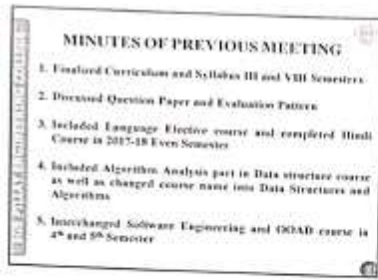 MINUTES OF PREVIOUS MEETING
1. Finalized Curriculum and Syllabus III and VIII Semesters
2. Discussed Question Paper and Evaluation Pattern
3. Included Language Elective course and completed Hindi
Course in 2017-18 Even Semester
4. Included Algorithm Analysis part in Data structure course
as well as changed course name into Data Structures and
Algorithms
5. Interchanged Software Engineering and OOAD course in
4th and 5th Semester